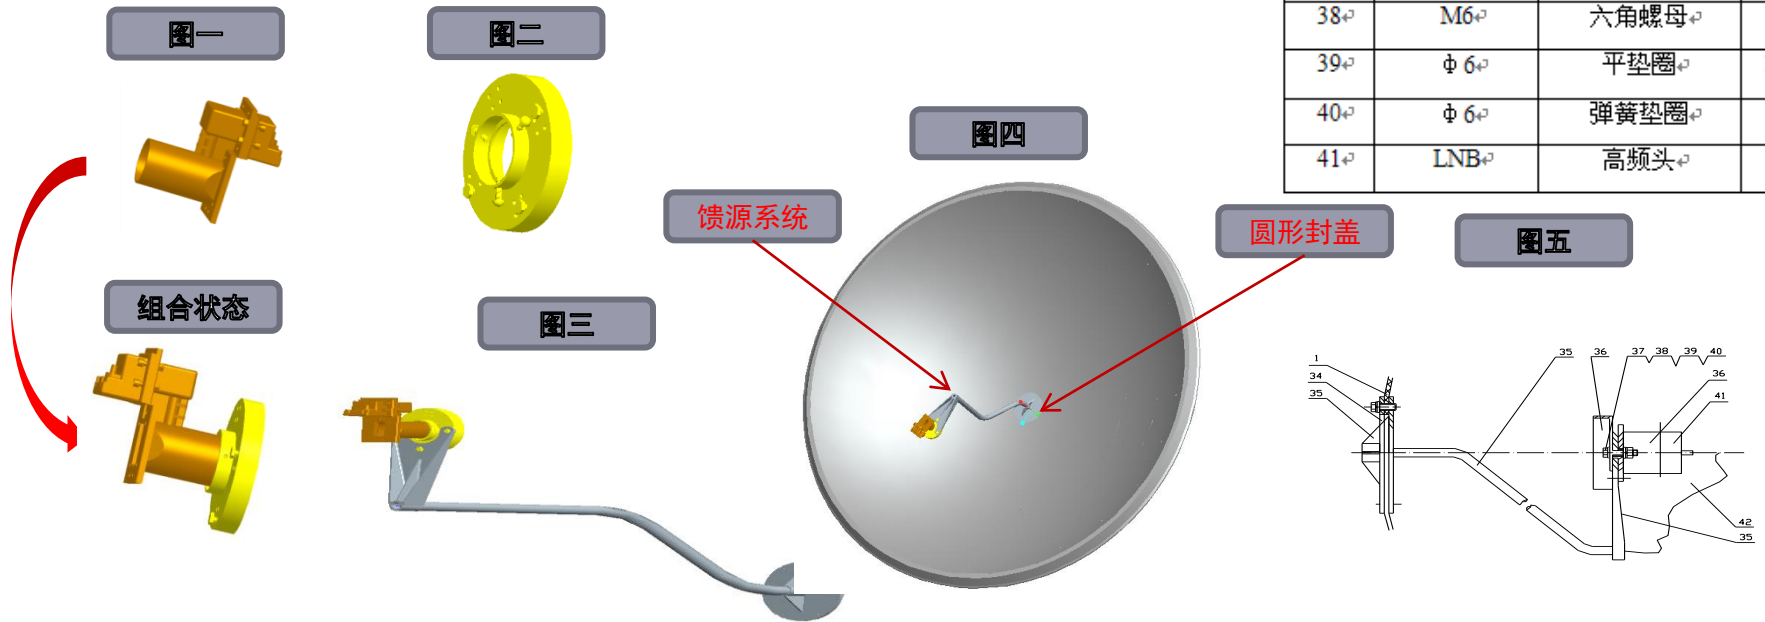 图一
图二
38 M6 六角螺母
39 Φ6 平垫圈
40 Φ6 弹簧垫圈
41 LNB 高频头
图四
馈源系统
圆形封盖
图五
组合状态
图三
1
34
35
35
36
37 38 39 40
36
41
42
35